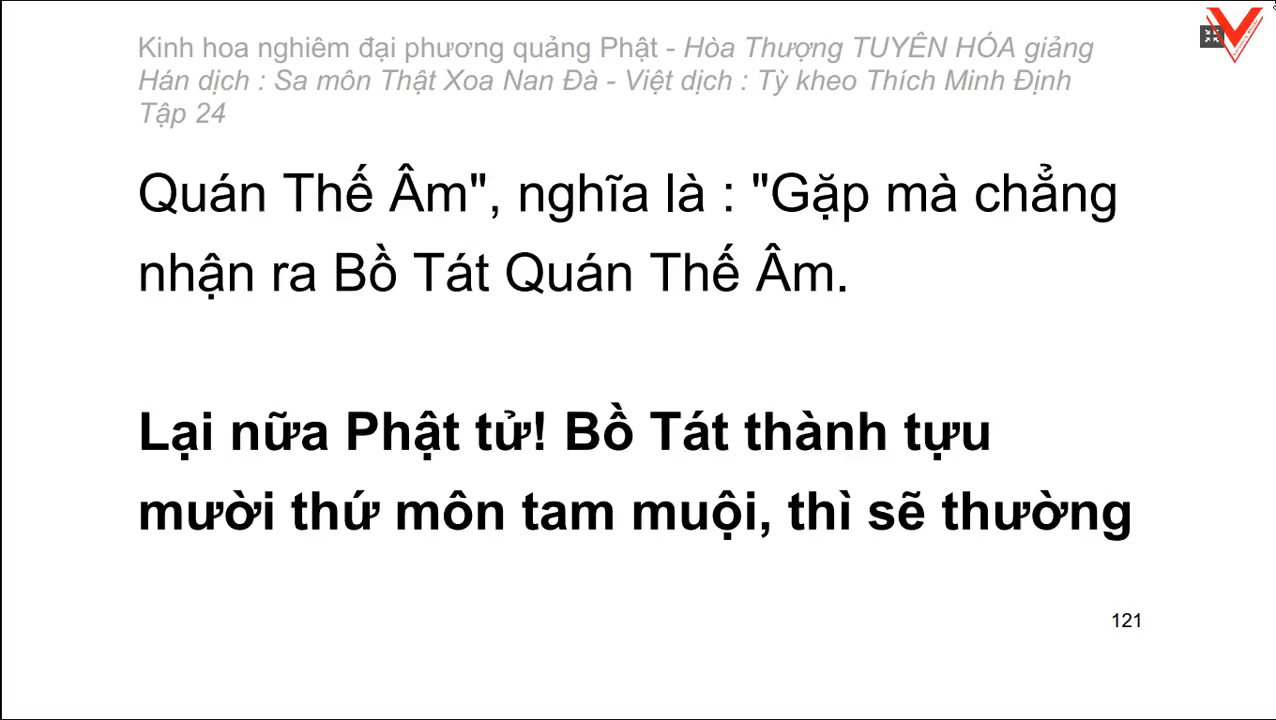 Kinh hoa nghiêm đại phương quảng Phật - Hòa Thượng TUYÊN HÓA giảng
Hán dịch : Sa môn Thật Xoa Nan Đà - Việt dịch : Tỳ kheo Thích Minh Định
Tập 24
Quán Thế Âm", nghĩa là : "Gặp mà chẳng
nhận ra Bồ Tát Quán Thế Âm.
Lại nữa Phật tử! Bồ Tát thành tựu
mười thứ môn tam muội, thì sẽ thường
121